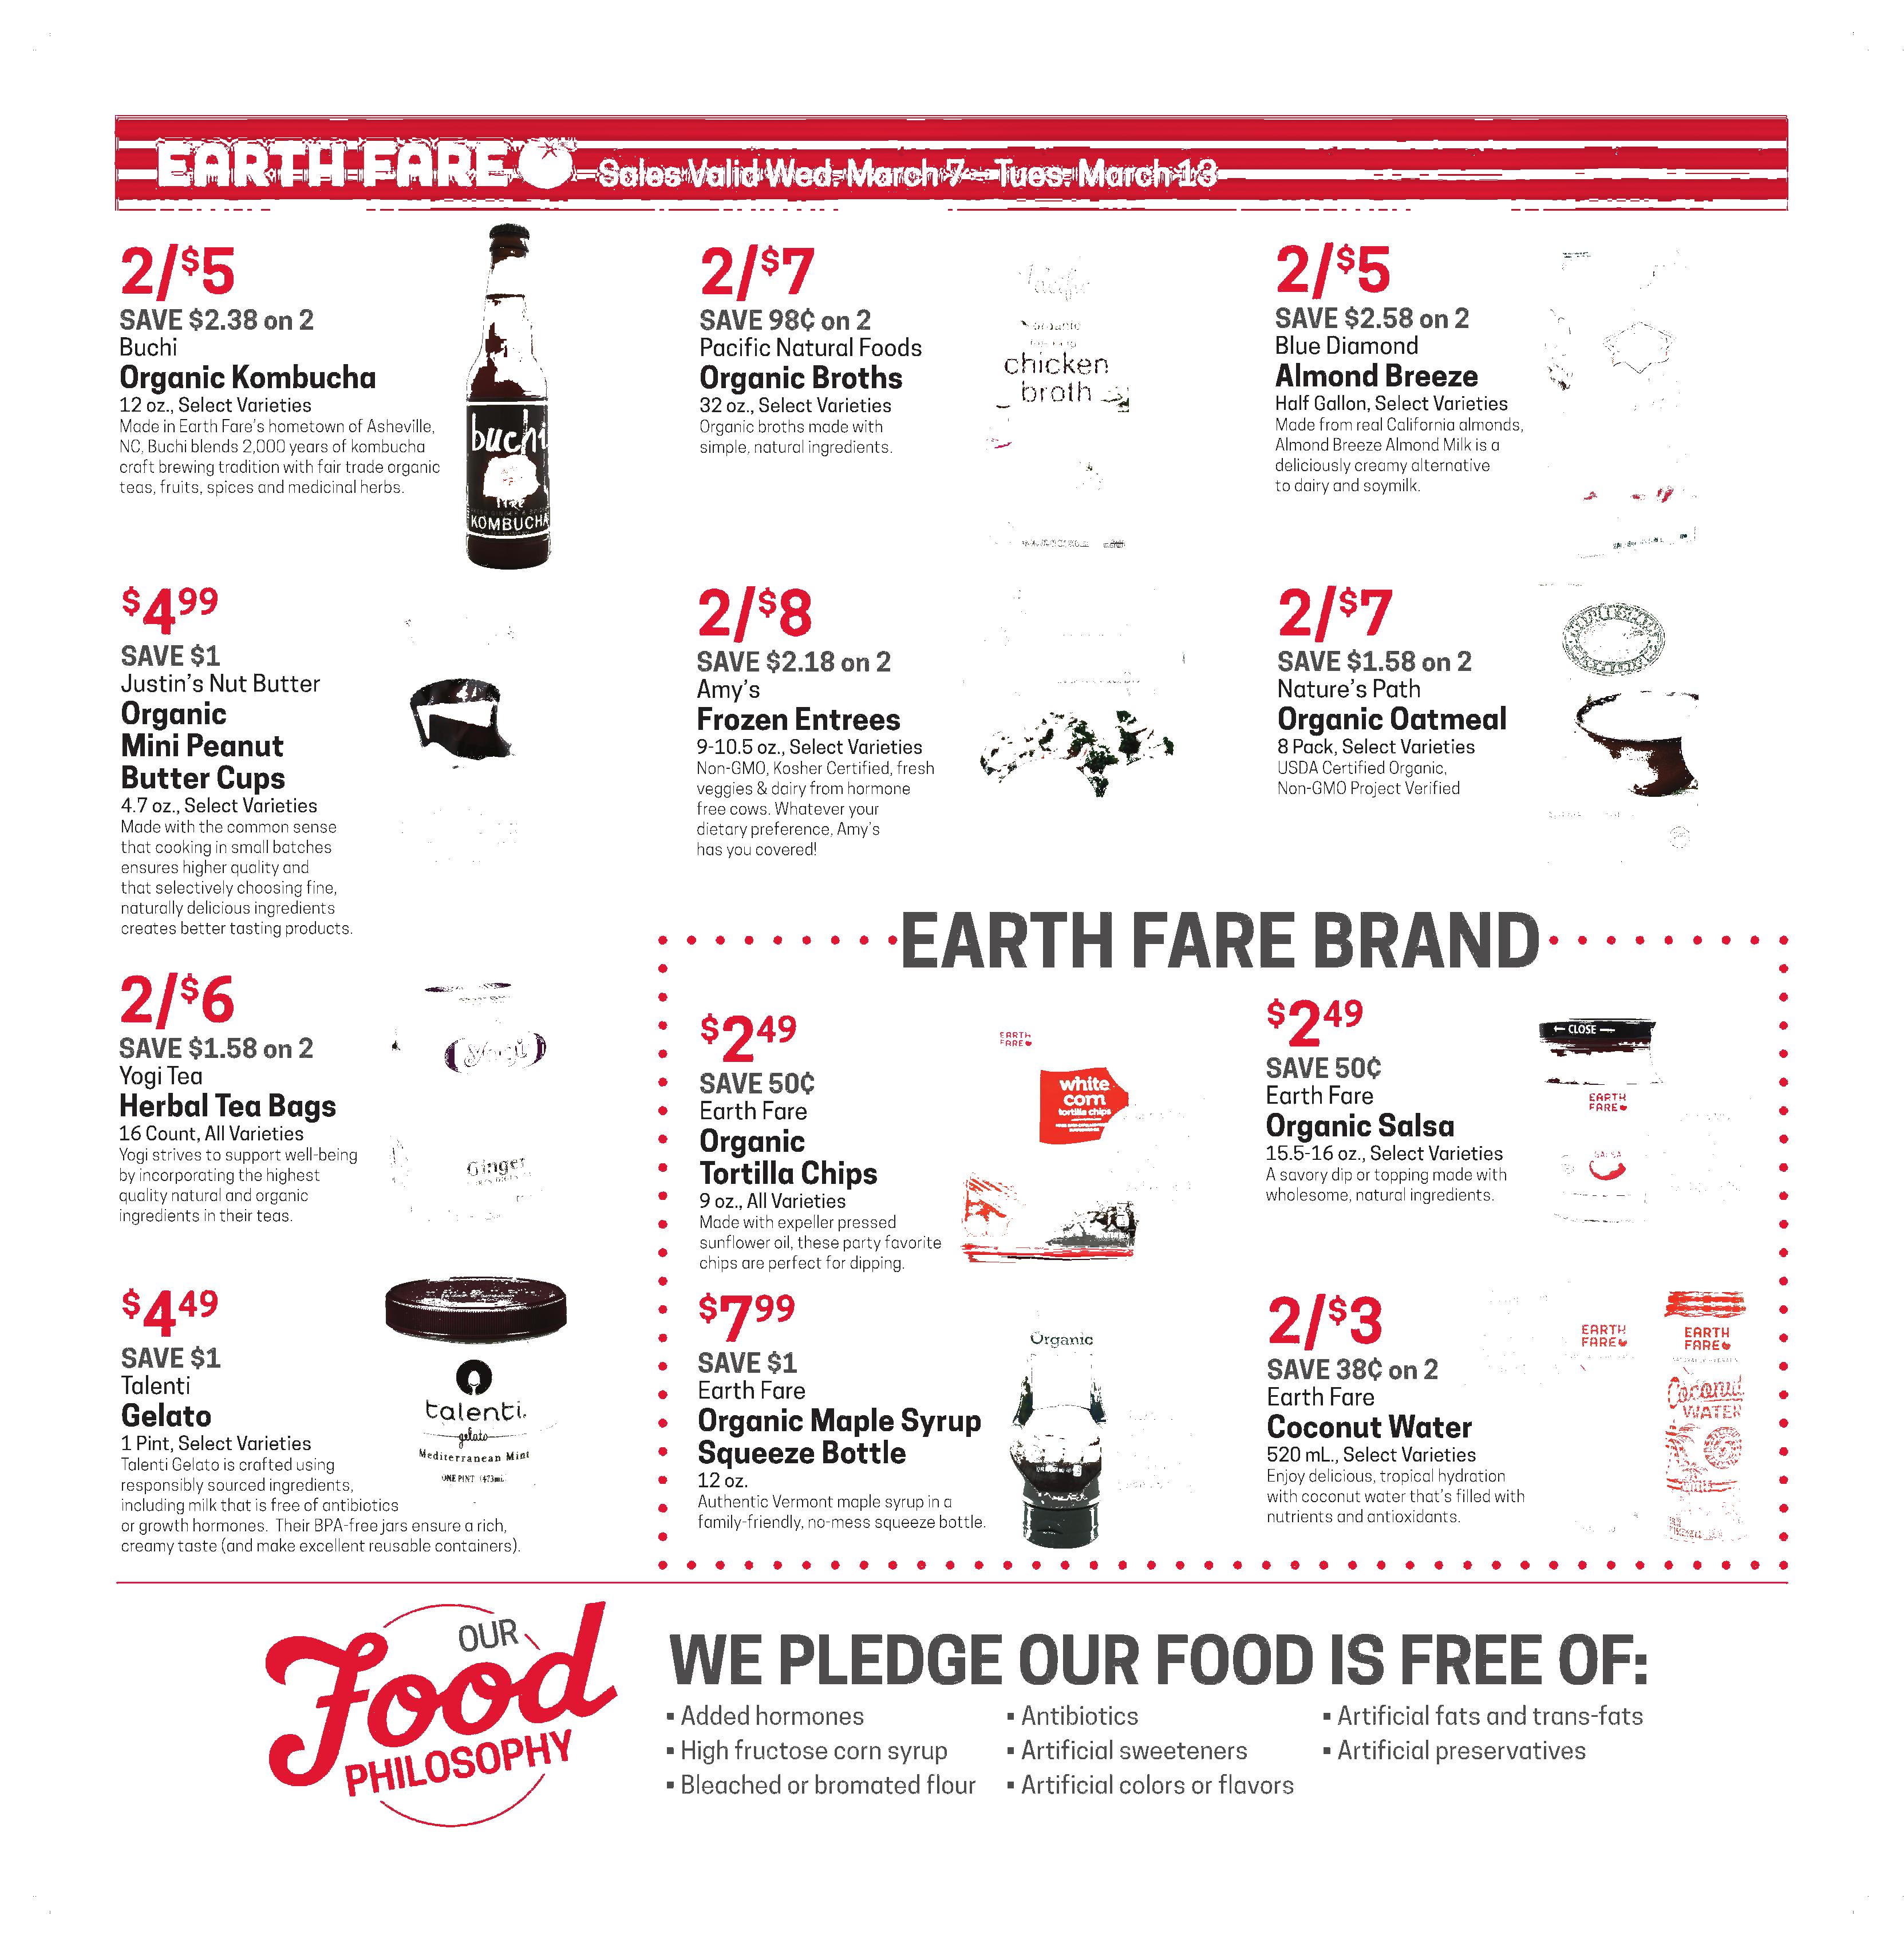 EARTH FARE Sales Valid Wed. March 7 – Tues. March 13
2/$5
SAVE $2.38 on 2
Buchi
Organic Kombucha
12 oz., Select Varieties
Made in Earth Fare's hometown of Asheville,
NC, Buchi blends 2,000 years of kombucha
craft brewing tradition with fair trade organic
teas, fruits, spices and medicinal herbs.
buchi
FIRE
KOMBUCHA
2/$7
SAVE 98¢ on 2
Pacific Natural Foods
Organic Broths
32 oz., Select Varieties
Organic broths made with
simple, natural ingredients.
Pacific
organic
chicken
broth
2/$5
SAVE $2.58 on 2
Blue Diamond
Almond Breeze
Half Gallon, Select Varieties
Made from real California almonds,
Almond Breeze Almond Milk is a
deliciously creamy alternative
to dairy and soymilk.
$4.99
SAVE $1
Justin's Nut Butter
Organic
Mini Peanut
Butter Cups
4.7 oz., Select Varieties
Made with the common sense
that cooking in small batches
ensures higher quality and
that selectively choosing fine,
naturally delicious ingredients
creates better tasting products.
2/$8
SAVE $2.18 on 2
Amy's
Frozen Entrees
9-10.5 oz., Select Varieties
Non-GMO, Kosher Certified, fresh
veggies & dairy from hormone
free cows. Whatever your
dietary preference, Amy's
has you covered!
2/$7
SAVE $1.58 on 2
Nature's Path
Organic Oatmeal
8 Pack, Select Varieties
USDA Certified Organic,
Non-GMO Project Verified
2/$6
SAVE $1.58 on 2
Yogi Tea
Herbal Tea Bags
16 Count, All Varieties
Yogi strives to support well-being
by incorporating the highest
quality natural and organic
ingredients in their teas.
Yogi
Ginger
$4.49
SAVE $1
Talenti
Gelato
1 Pint, Select Varieties
Talenti Gelato is crafted using
responsibly sourced ingredients,
including milk that is free of antibiotics
or growth hormones. Their BPA-free jars ensure a rich,
creamy taste (and make excellent reusable containers).
talenti
gelato
Mediterranean Mint
ONE PINT (473mL)
EARTH FARE BRAND
$2.49
SAVE 50¢
Earth Fare
Organic
Tortilla Chips
9 oz., All Varieties
Made with expeller pressed
sunflower oil, these party favorite
chips are perfect for dipping.
EARTH
FARE
white
corn
tortilla chips
$2.49
SAVE 50¢
Earth Fare
Organic Salsa
15.5-16 oz., Select Varieties
A savory dip or topping made with
wholesome, natural ingredients.
← CLOSE
EARTH
FARE
SALSA
$7.99
SAVE $1
Earth Fare
Organic Maple Syrup
Squeeze Bottle
12 oz.
Authentic Vermont maple syrup in a
family-friendly, no-mess squeeze bottle.
Organic
2/$3
SAVE 38¢ on 2
Earth Fare
Coconut Water
520 mL., Select Varieties
Enjoy delicious, tropical hydration
with coconut water that's filled with
nutrients and antioxidants.
EARTH
FARE
EARTH
FARE
Coconut
WATER
OUR
Food
PHILOSOPHY
WE PLEDGE OUR FOOD IS FREE OF:
▪ Added hormones
▪ High fructose corn syrup
▪ Bleached or bromated flour
▪ Antibiotics
▪ Artificial sweeteners
▪ Artificial colors or flavors
▪ Artificial fats and trans-fats
▪ Artificial preservatives